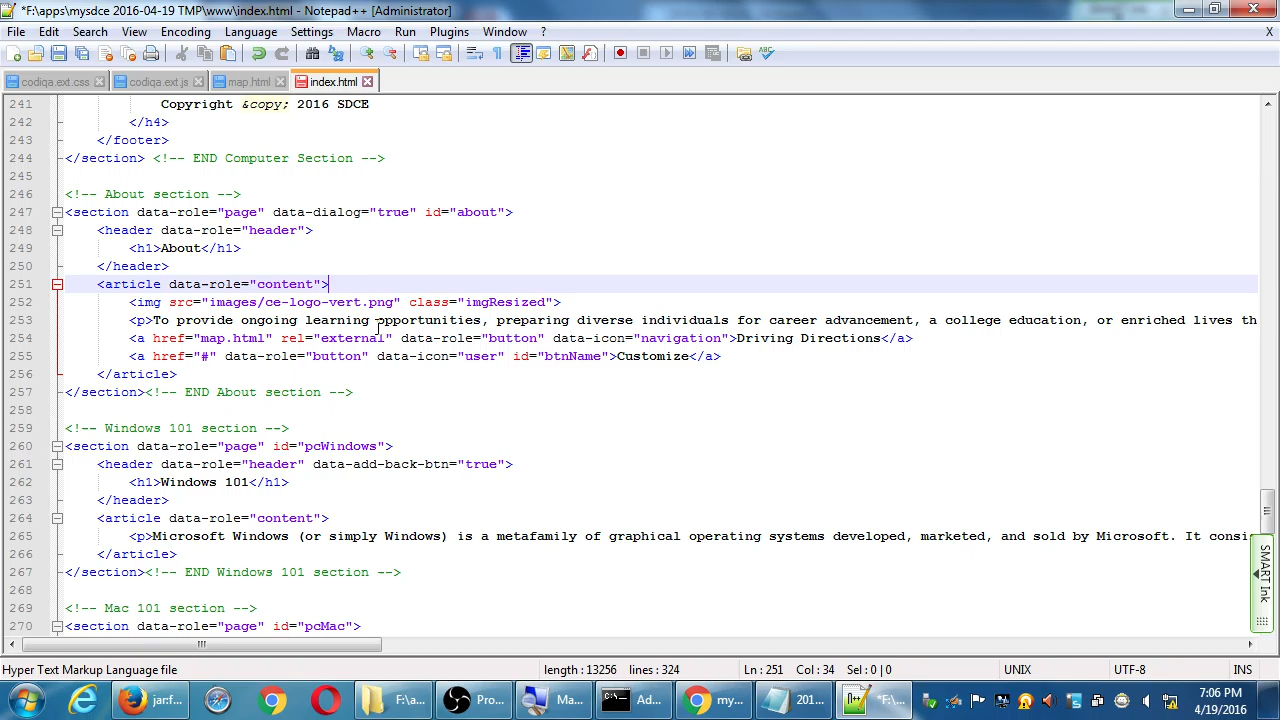 *F:\apps\mysdce 2016-04-19 TMP\www\index.html - Notepad++ [Administrator]
File Edit Search View Encoding Language Settings Macro Run Plugins Window ? X
codiqa.ext.css codiqa.ext.js map.html index.html
241 Copyright &copy; 2016 SDCE
242 </h4>
243 </footer>
244 </section> <!-- END Computer Section -->
245
246 <!-- About section -->
247 <section data-role="page" data-dialog="true" id="about">
248 <header data-role="header">
249 <h1>About</h1>
250 </header>
251 <article data-role="content">
252 <img src="images/ce-logo-vert.png" class="imgResized">
253 <p>To provide ongoing learning opportunities, preparing diverse individuals for career advancement, a college education, or enriched lives th
254 <a href="map.html" rel="external" data-role="button" data-icon="navigation">Driving Directions</a>
255 <a href="#" data-role="button" data-icon="user" id="btnName">Customize</a>
256 </article>
257 </section><!-- END About section -->
258
259 <!-- Windows 101 section -->
260 <section data-role="page" id="pcWindows">
261 <header data-role="header" data-add-back-btn="true">
262 <h1>Windows 101</h1>
263 </header>
264 <article data-role="content">
265 <p>Microsoft Windows (or simply Windows) is a metafamily of graphical operating systems developed, marketed, and sold by Microsoft. It consi
266 </article>
267 </section><!-- END Windows 101 section -->
268
269 <!-- Mac 101 section -->
270 <section data-role="page" id="pcMac">
SMART Ink
Hyper Text Markup Language file length : 13256 lines : 324 Ln : 251 Col : 34 Sel : 0 | 0 UNIX UTF-8 INS
jar:f... F:\a... Pro... Ma... Ad... my... 201... *F:\... 7:06 PM
4/19/2016